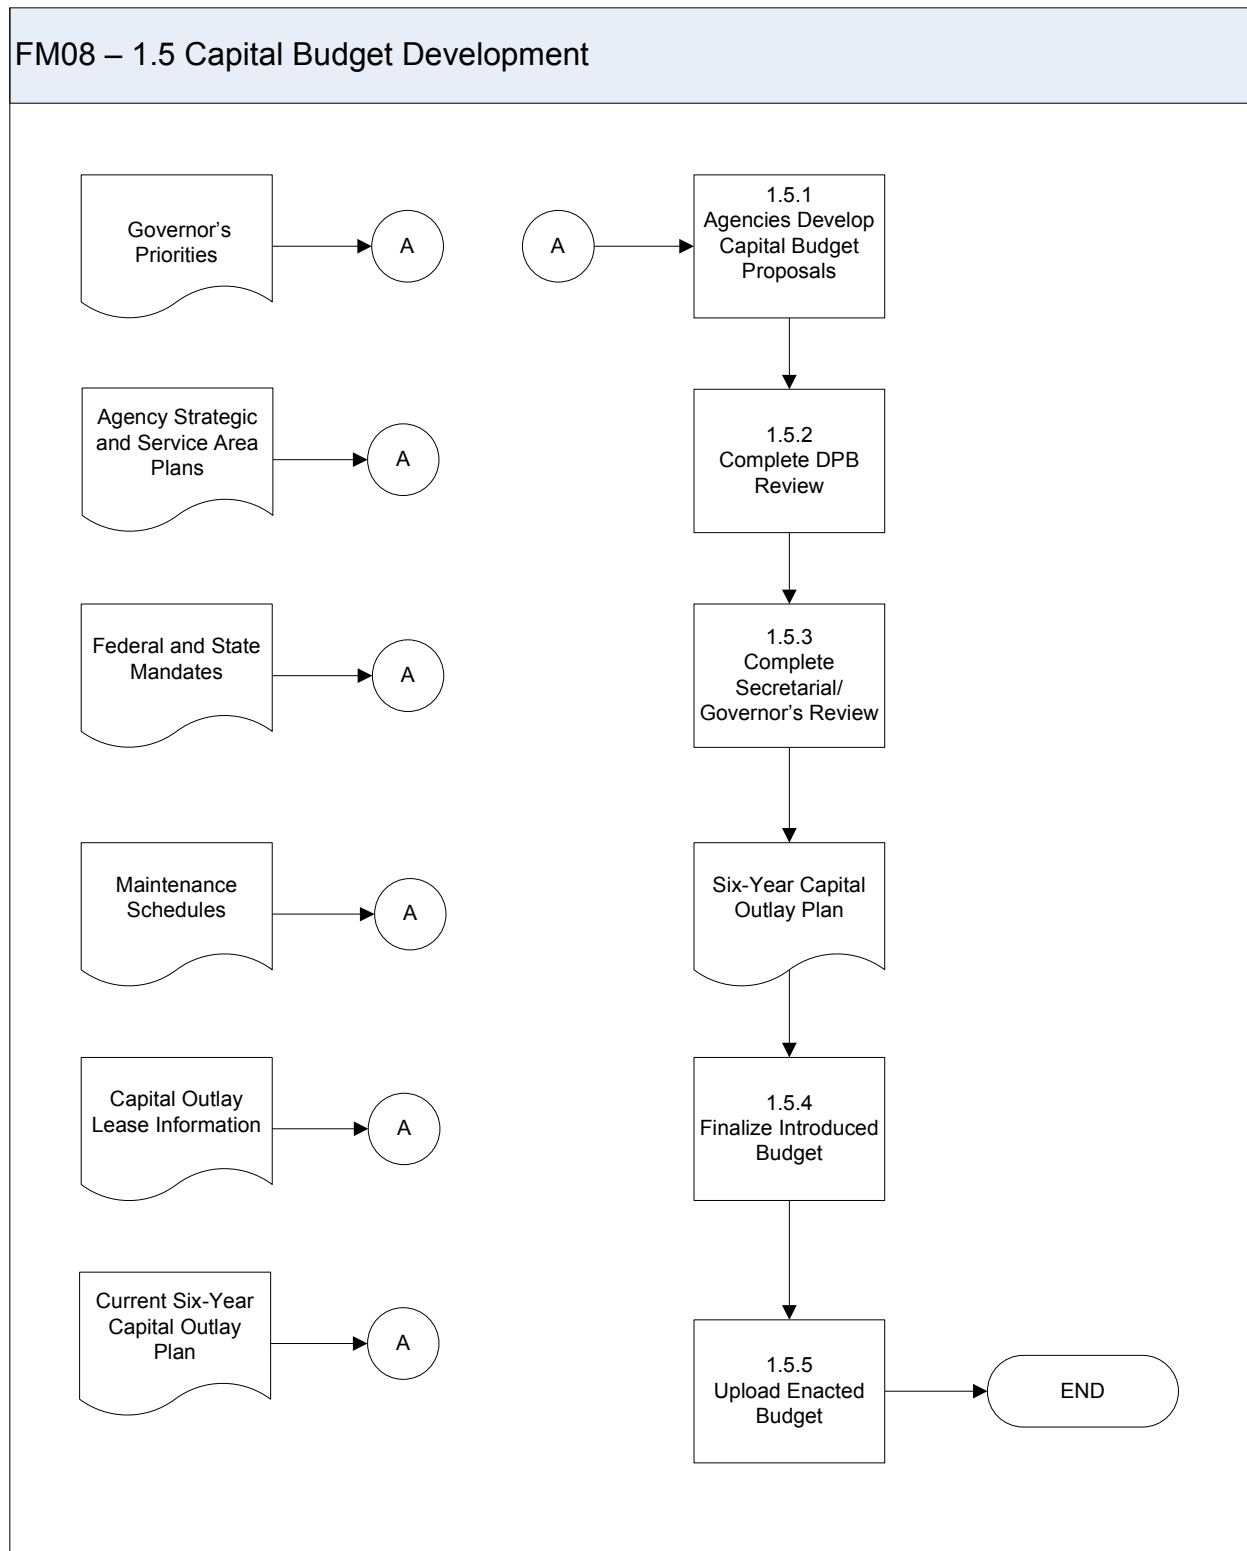 FM08 – 1.5 Capital Budget Development
Governor’s
Priorities
A
A
1.5.1
Agencies Develop
Capital Budget
Proposals
Agency Strategic
and Service Area
Plans
A
1.5.2
Complete DPB
Review
Federal and State
Mandates
A
1.5.3
Complete
Secretarial/
Governor’s Review
Maintenance
Schedules
A
Six-Year Capital
Outlay Plan
Capital Outlay
Lease Information
A
1.5.4
Finalize Introduced
Budget
Current Six-Year
Capital Outlay
Plan
A
1.5.5
Upload Enacted
Budget
END